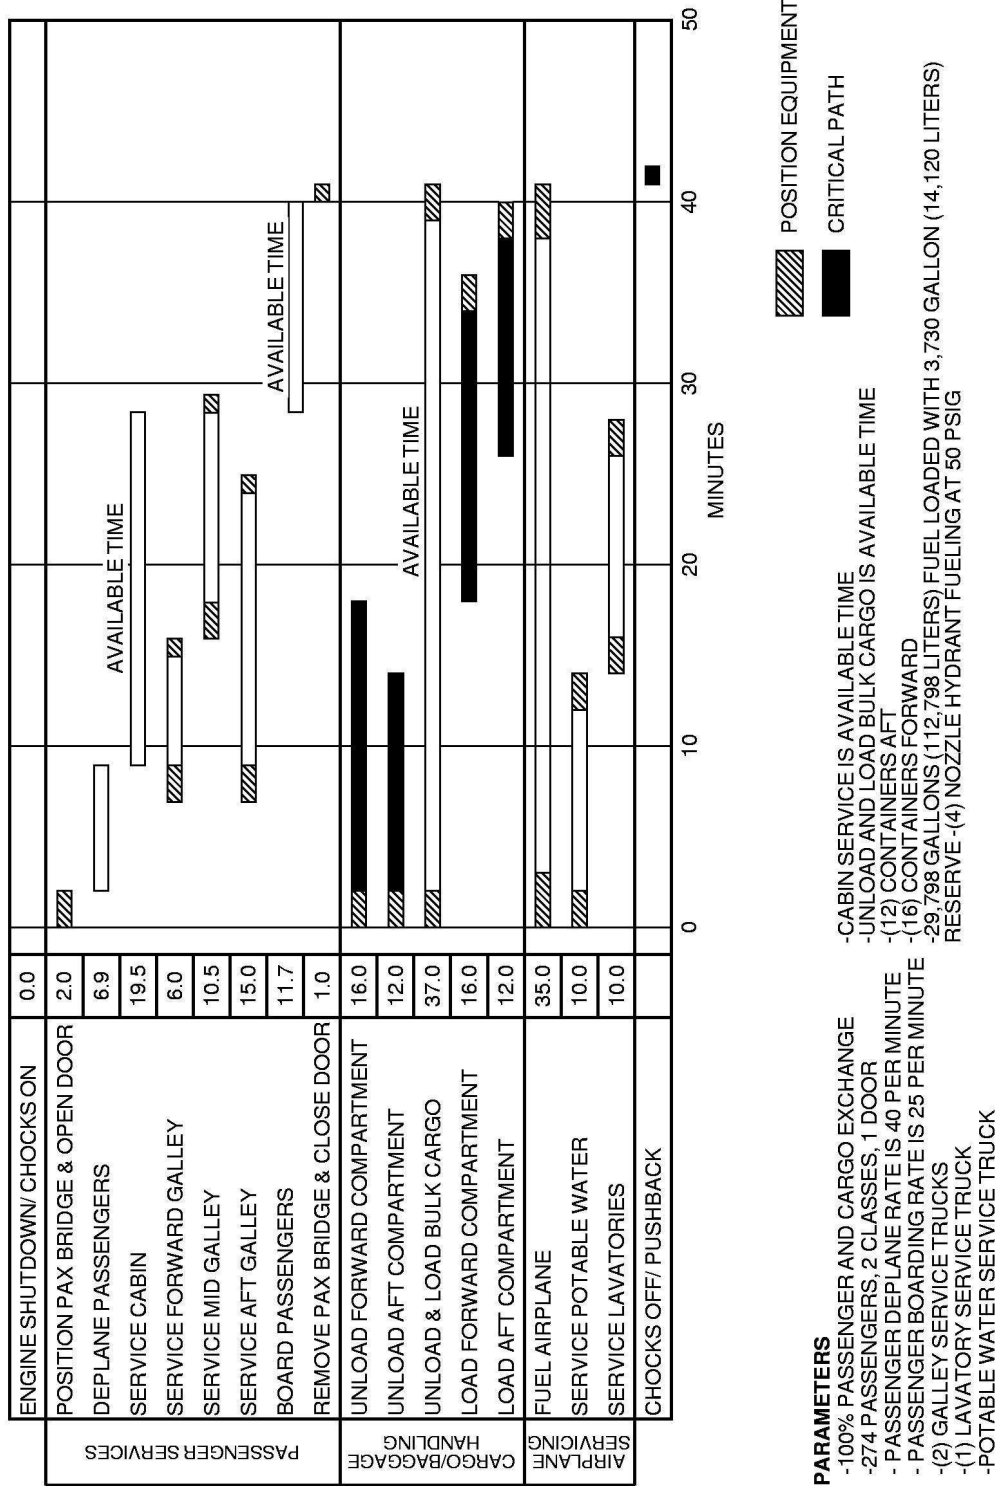 ENGINE SHUTDOWN/ CHOCKS ON 0.0
PASSENGER SERVICES
POSITION PAX BRIDGE & OPEN DOOR 2.0
DEPLANE PASSENGERS 6.9
SERVICE CABIN 19.5 AVAILABLE TIME
SERVICE FORWARD GALLEY 6.0
SERVICE MID GALLEY 10.5
SERVICE AFT GALLEY 15.0
BOARD PASSENGERS 11.7 AVAILABLE TIME
REMOVE PAX BRIDGE & CLOSE DOOR 1.0
CARGO/BAGGAGE
HANDLING
UNLOAD FORWARD COMPARTMENT 16.0
UNLOAD AFT COMPARTMENT 12.0
UNLOAD & LOAD BULK CARGO 37.0 AVAILABLE TIME
LOAD FORWARD COMPARTMENT 16.0
LOAD AFT COMPARTMENT 12.0
AIRPLANE
SERVICING
FUEL AIRPLANE 35.0
SERVICE POTABLE WATER 10.0
SERVICE LAVATORIES 10.0
CHOCKS OFF/ PUSHBACK
0 10 20 30 40 50
MINUTES
POSITION EQUIPMENT
CRITICAL PATH
PARAMETERS
-100% PASSENGER AND CARGO EXCHANGE
-274 PASSENGERS, 2 CLASSES, 1 DOOR
- PASSENGER DEPLANE RATE IS 40 PER MINUTE
- PASSENGER BOARDING RATE IS 25 PER MINUTE
-(2) GALLEY SERVICE TRUCKS
-(1) LAVATORY SERVICE TRUCK
-POTABLE WATER SERVICE TRUCK
-CABIN SERVICE IS AVAILABLE TIME
-UNLOAD AND LOAD BULK CARGO IS AVAILABLE TIME
-(12) CONTAINERS AFT
-(16) CONTAINERS FORWARD
-29,798 GALLONS (112,798 LITERS) FUEL LOADED WITH 3,730 GALLON (14,120 LITERS)
RESERVE -(4) NOZZLE HYDRANT FUELING AT 50 PSIG